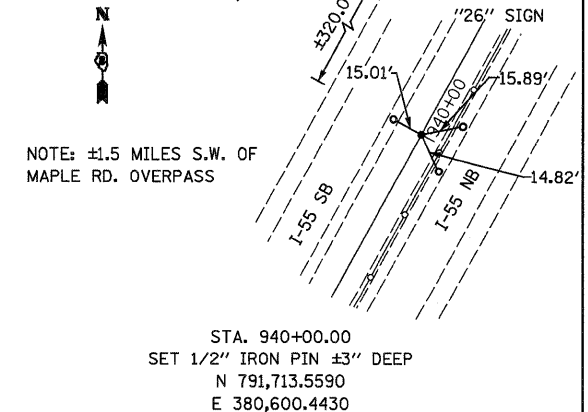 N
±320.0
"26" SIGN
15.01'
940+00
15.89'
NOTE: ±1.5 MILES S.W. OF
MAPLE RD. OVERPASS
14.82'
I-55 SB
I-55 NB
STA. 940+00.00
SET 1/2" IRON PIN ±3" DEEP
N 791,713.5590
E 380,600.4430